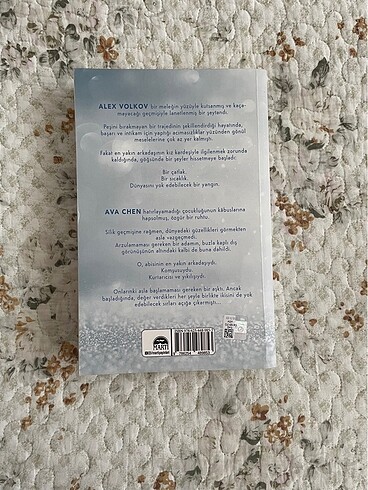 ALEX VOLKOV bir meleğin yüzüyle kutsanmış ve kaça-
mayacağı geçmişiyle lanetlenmiş bir şeytandı.
Peşini bırakmayan bir trajedinin şekillendirdiği hayatında,
başarı ve intikam için yaptığı acımasızlıklar yüzünden gönül
meselelerine çok az yer kalmıştı.
Fakat en yakın arkadaşının kız kardeşiyle ilgilenmek zorunda
kaldığında, göğsünde bir şeyler hissetmeye başladı:
Bir çatlak.
Bir sıcaklık.
Dünyasını yok edebilecek bir yangın.
AVA CHEN hatırlayamadığı çocukluğunun kâbuslarına
hapsolmuş, özgür bir ruhtu.
Silik geçmişine rağmen, dünyadaki güzellikleri görmekten
asla vazgeçmedi;
Arzulamaması gereken bir adamın, buzla kaplı dış
görünüşünün altındaki kalbi de buna dahildi.
O, abisinin en yakın arkadaşıydı.
Komşusuydu.
Kurtarıcısı ve yıkılışıydı.
Onlarınki asla başlamaması gereken bir aşktı. Ancak
başladığında, değer verdikleri her şeyle birlikte ikisini de yok
edebilecek sırları açığa çıkarmıştı...
MARTI